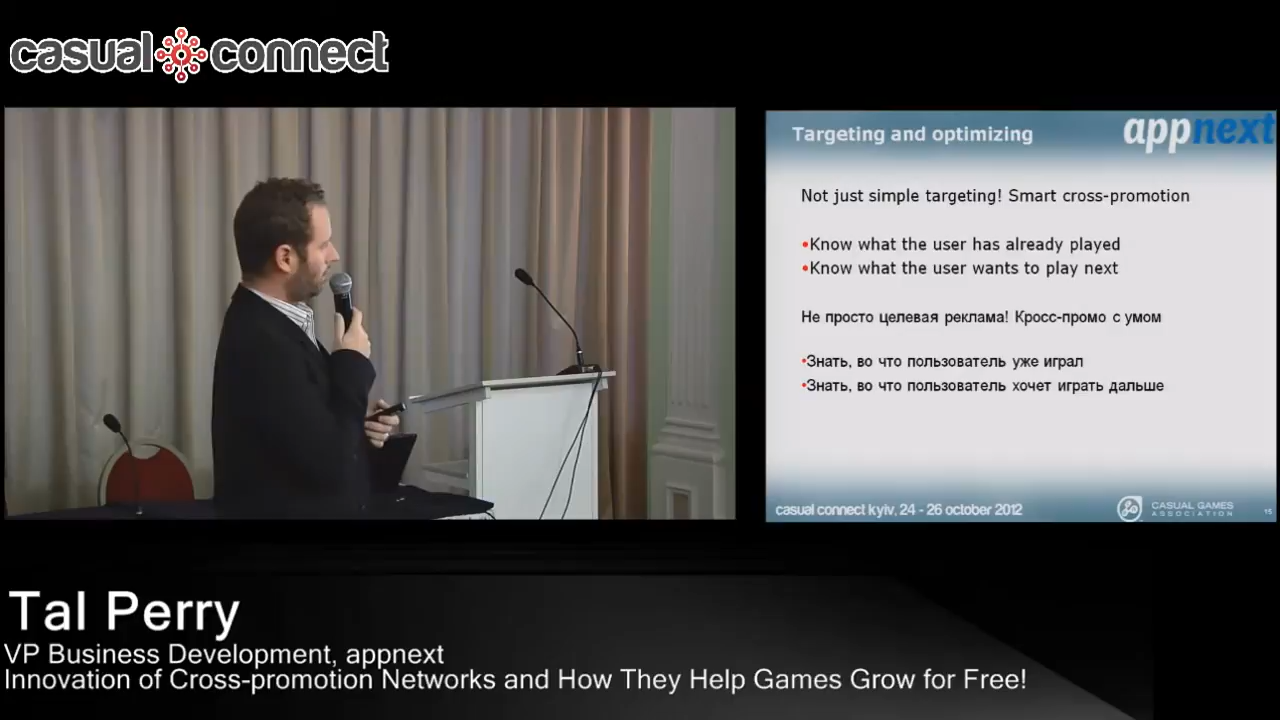 casual connect
Targeting and optimizing
appnext
Not just simple targeting! Smart cross-promotion
•Know what the user has already played
•Know what the user wants to play next
Не просто целевая реклама! Кросс-промо с умом
•Знать, во что пользователь уже играл
•Знать, во что пользователь хочет играть дальше
casual connect kyiv, 24 - 26 october 2012
CASUAL GAMES
ASSOCIATION
15
Tal Perry
VP Business Development, appnext
Innovation of Cross-promotion Networks and How They Help Games Grow for Free!